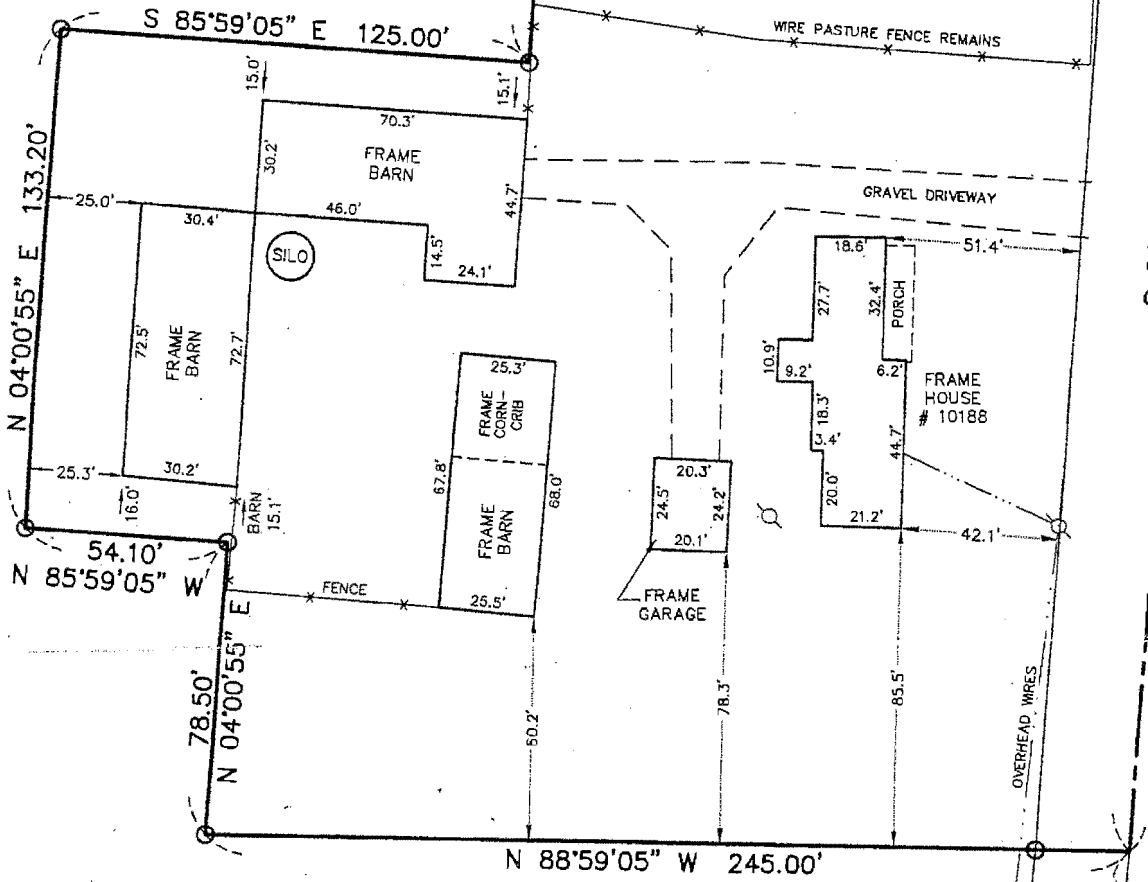 S 85°59'05" E 125.00'
WIRE PASTURE FENCE REMAINS
15.0'
15.1'
70.3'
N 04°00'55" E 133.20'
30.2'
FRAME
BARN
44.7'
GRAVEL DRIVEWAY
25.0'
30.4'
46.0'
SILO
14.5'
24.1'
18.6'
51.4'
27.7'
32.4'
PORCH
72.5'
FRAME
BARN
72.7'
10.9'
9.2'
6.2'
25.3'
FRAME
CORN-
CRIB
FRAME
HOUSE
# 10188
18.3'
3.4'
44.7'
25.3'
30.2'
67.8'
68.0'
20.3'
24.5'
24.2'
20.0'
16.0'
BARN
15.1'
FRAME
BARN
20.1'
21.2'
42.1'
54.10'
N 85°59'05" W
FENCE
25.5'
FRAME
GARAGE
78.50'
N 04°00'55" E
78.3'
85.5'
OVERHEAD WIRES
N 88°59'05" W 245.00'